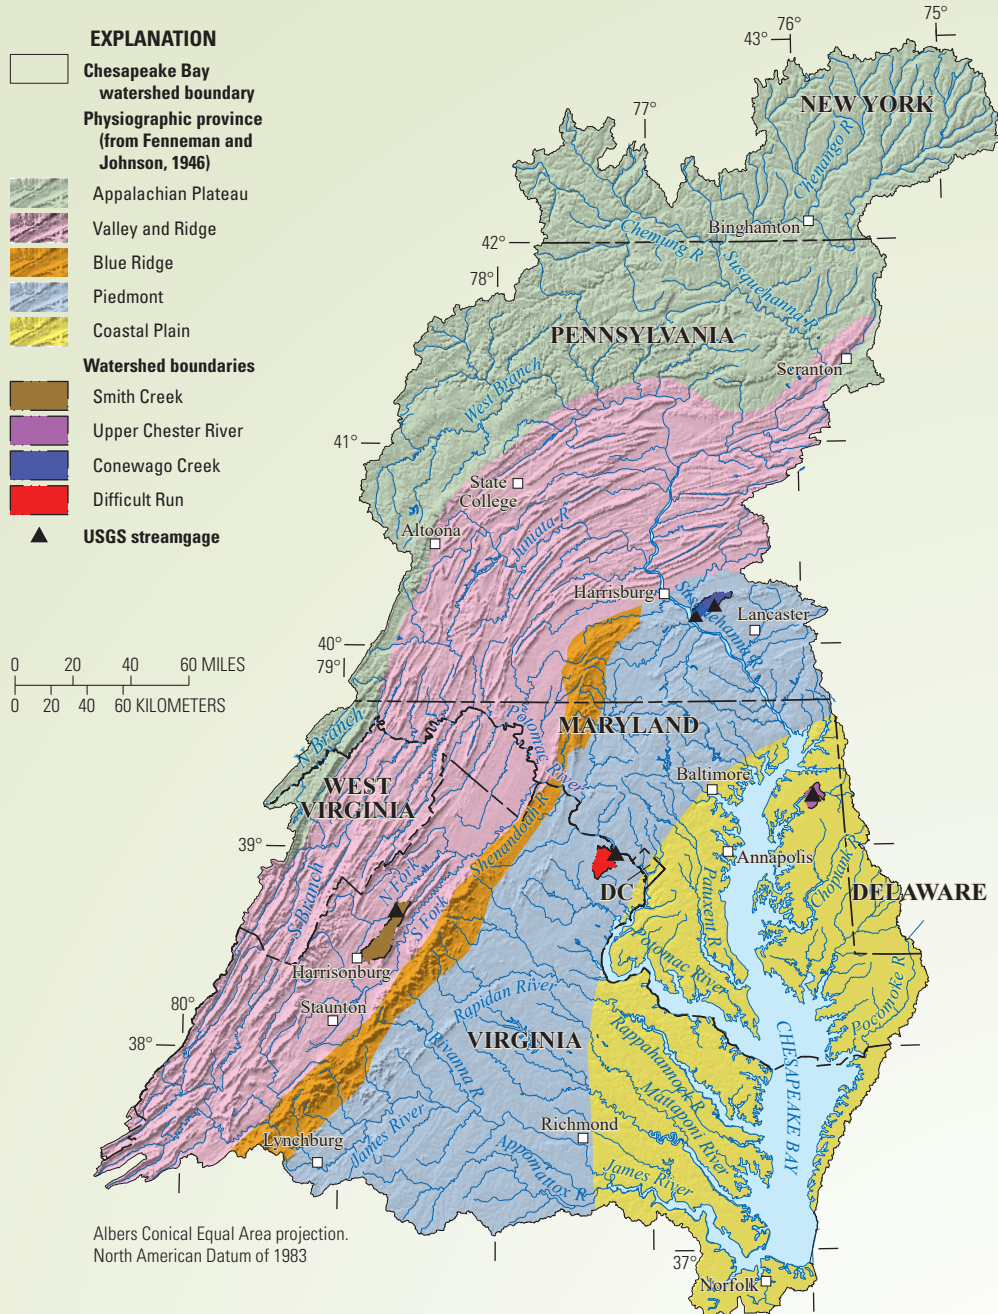 EXPLANATION
Chesapeake Bay
watershed boundary
Physiographic province
(from Fenneman and
Johnson, 1946)
Appalachian Plateau
Valley and Ridge
Blue Ridge
Piedmont
Coastal Plain
Watershed boundaries
Smith Creek
Upper Chester River
Conewago Creek
Difficult Run
USGS streamgage
0 20 40 60 MILES
0 20 40 60 KILOMETERS
75°
76°
43°
NEW YORK
77°
Chenango R
Binghamton
Chemung R
42°
Susquehanna R
78°
PENNSYLVANIA
Scranton
West Branch
41°
State
College
Altoona
Juniata R
Harrisburg
Susquehanna R
Lancaster
40°
79°
N Branch
Potomac River
MARYLAND
WEST
VIRGINIA
Baltimore
Shenandoah R
39°
Annapolis
Choptank R
N Fork
S Fork
S Branch
DC
Patuxent R
DELAWARE
Harrisonburg
Potomac River
Pocomoke R
Staunton
Rapidan River
80°
38°
VIRGINIA
Rivanna R
Rappahannock R
CHESAPEAKE BAY
Mattaponi River
Richmond
Lynchburg
James River
Appomattox R
James River
37°
Norfolk
Albers Conical Equal Area projection.
North American Datum of 1983